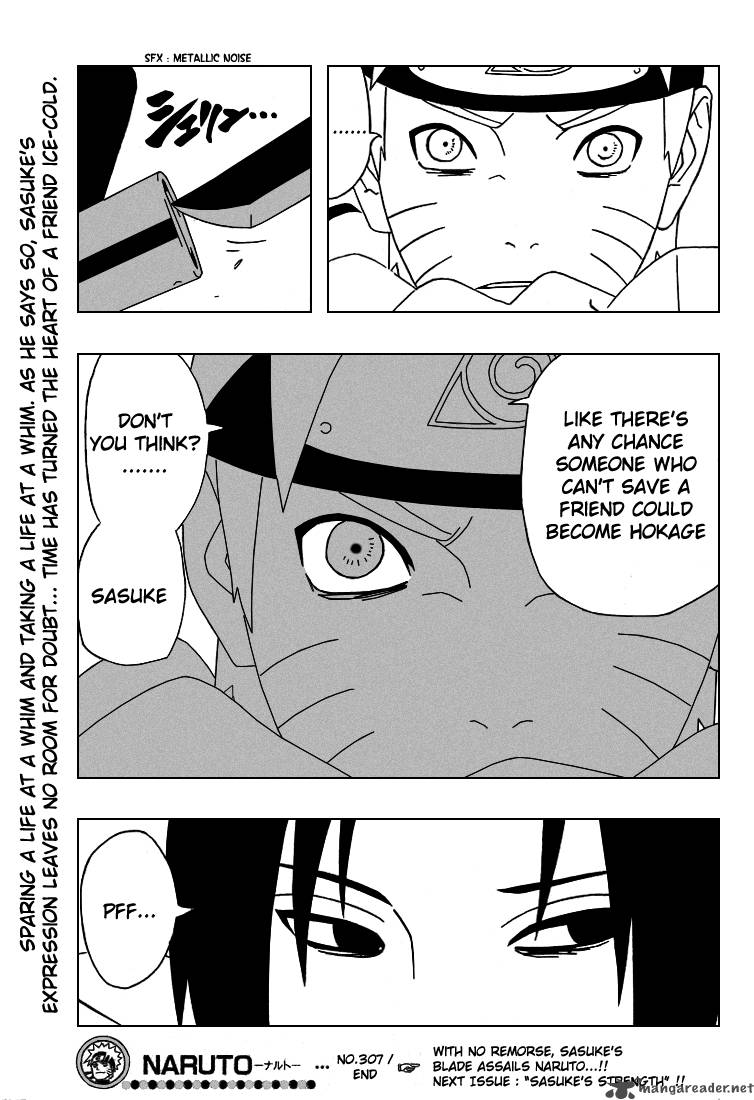 SFX : METALLIC NOISE
.........
シュリン...
LIKE THERE'S
ANY CHANCE
SOMEONE WHO
CAN'T SAVE A
FRIEND COULD
BECOME HOKAGE
DON'T
YOU THINK?
........
SASUKE
PFF...
SPARING A LIFE AT A WHIM AND TAKING A LIFE AT A WHIM. AS HE SAYS SO, SASUKE'S
EXPRESSION LEAVES NO ROOM FOR DOUBT... TIME HAS TURNED THE HEART OF A FRIEND ICE-COLD.
NARUTO —ナルト— ... NO.307 /
END
WITH NO REMORSE, SASUKE'S
BLADE ASSAILS NARUTO...!!
NEXT ISSUE : "SASUKE'S STRENGTH" !!
mangareader.net